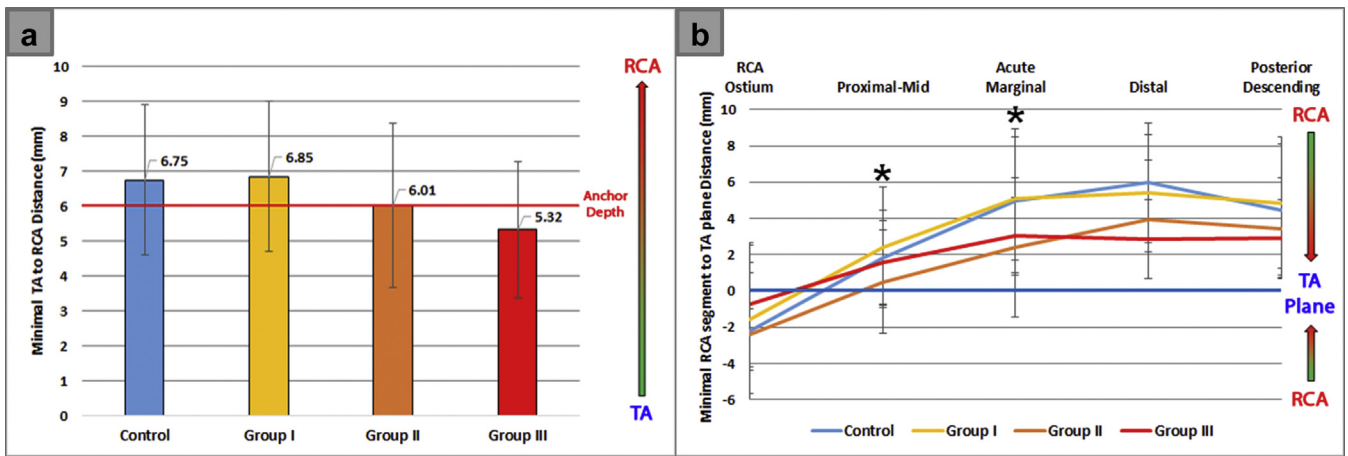 a
Minimal TA to RCA Distance (mm)
10
9
8
7
6
5
4
3
2
1
0
6.75
6.85
6.01
5.32
Control
Group I
Group II
Group III
Anchor
Depth
RCA
TA
b
Minimal RCA segment to TA plane Distance (mm)
RCA
Ostium
Proximal-Mid
Acute
Marginal
Distal
Posterior
Descending
10
8
6
4
2
0
-2
-4
-6
*
*
RCA
TA
Plane
RCA
Control
Group I
Group II
Group III